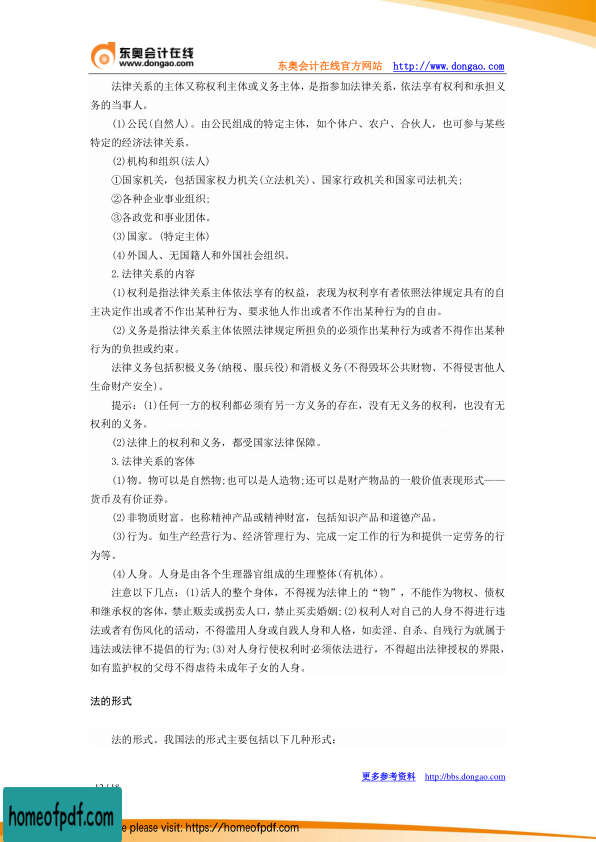 东奥会计在线
www.dongao.com
东奥会计在线官方网站 http://www.dongao.com
法律关系的主体又称权利主体或义务主体，是指参加法律关系，依法享有权利和承担义
务的当事人。
(1)公民(自然人)。由公民组成的特定主体，如个体户、农户、合伙人，也可参与某些
特定的经济法律关系。
(2)机构和组织(法人)
①国家机关，包括国家权力机关(立法机关)、国家行政机关和国家司法机关;
②各种企业事业组织;
③各政党和事业团体。
(3)国家。(特定主体)
(4)外国人、无国籍人和外国社会组织。
2.法律关系的内容
(1)权利是指法律关系主体依法享有的权益，表现为权利享有者依照法律规定具有的自
主决定作出或者不作出某种行为、要求他人作出或者不作出某种行为的自由。
(2)义务是指法律关系主体依照法律规定所担负的必须作出某种行为或者不得作出某种
行为的负担或约束。
法律义务包括积极义务(纳税、服兵役)和消极义务(不得毁坏公共财物、不得侵害他人
生命财产安全)。
提示：(1)任何一方的权利都必须有另一方义务的存在，没有无义务的权利，也没有无
权利的义务。
(2)法律上的权利和义务，都受国家法律保障。
3.法律关系的客体
(1)物。物可以是自然物;也可以是人造物;还可以是财产物品的一般价值表现形式——
货币及有价证券。
(2)非物质财富。也称精神产品或精神财富，包括知识产品和道德产品。
(3)行为。如生产经营行为、经济管理行为、完成一定工作的行为和提供一定劳务的行
为等。
(4)人身。人身是由各个生理器官组成的生理整体(有机体)。
注意以下几点：(1)活人的整个身体，不得视为法律上的“物”，不能作为物权、债权
和继承权的客体，禁止贩卖或拐卖人口，禁止买卖婚姻;(2)权利人对自己的人身不得进行违
法或者有伤风化的活动，不得滥用人身或自践人身和人格，如卖淫、自杀、自残行为就属于
违法或法律不提倡的行为;(3)对人身行使权利时必须依法进行，不得超出法律授权的界限，
如有监护权的父母不得虐待未成年子女的人身。
法的形式
法的形式。我国法的形式主要包括以下几种形式：
更多参考资料 http://bbs.dongao.com
12 / 18
homeofpdf.com
e please visit: https://homeofpdf.com